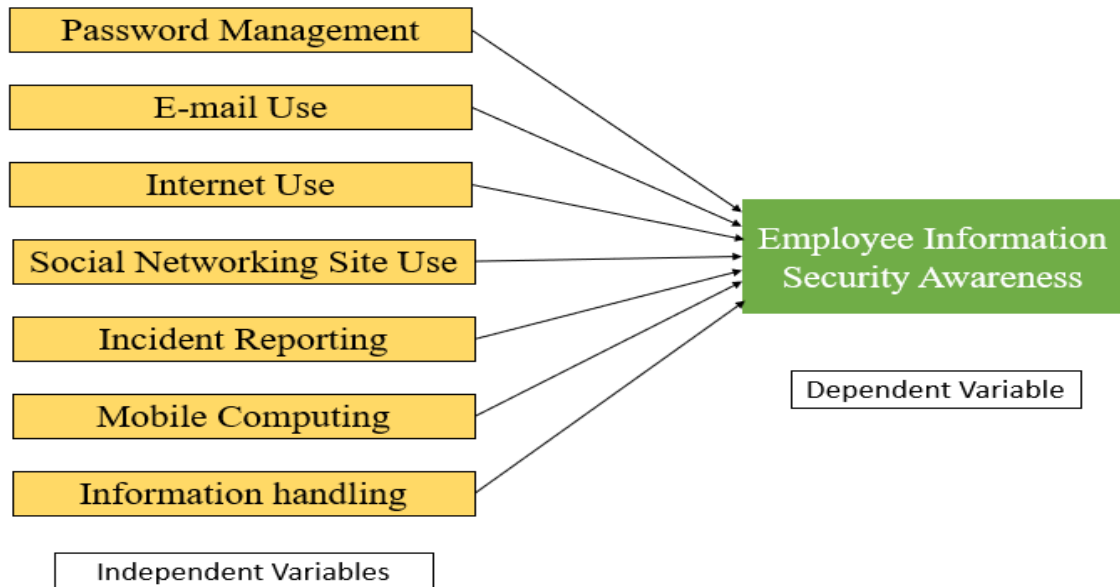 Password Management
E-mail Use
Internet Use
Social Networking Site Use
Incident Reporting
Mobile Computing
Information handling
Independent Variables
Employee Information
Security Awareness
Dependent Variable